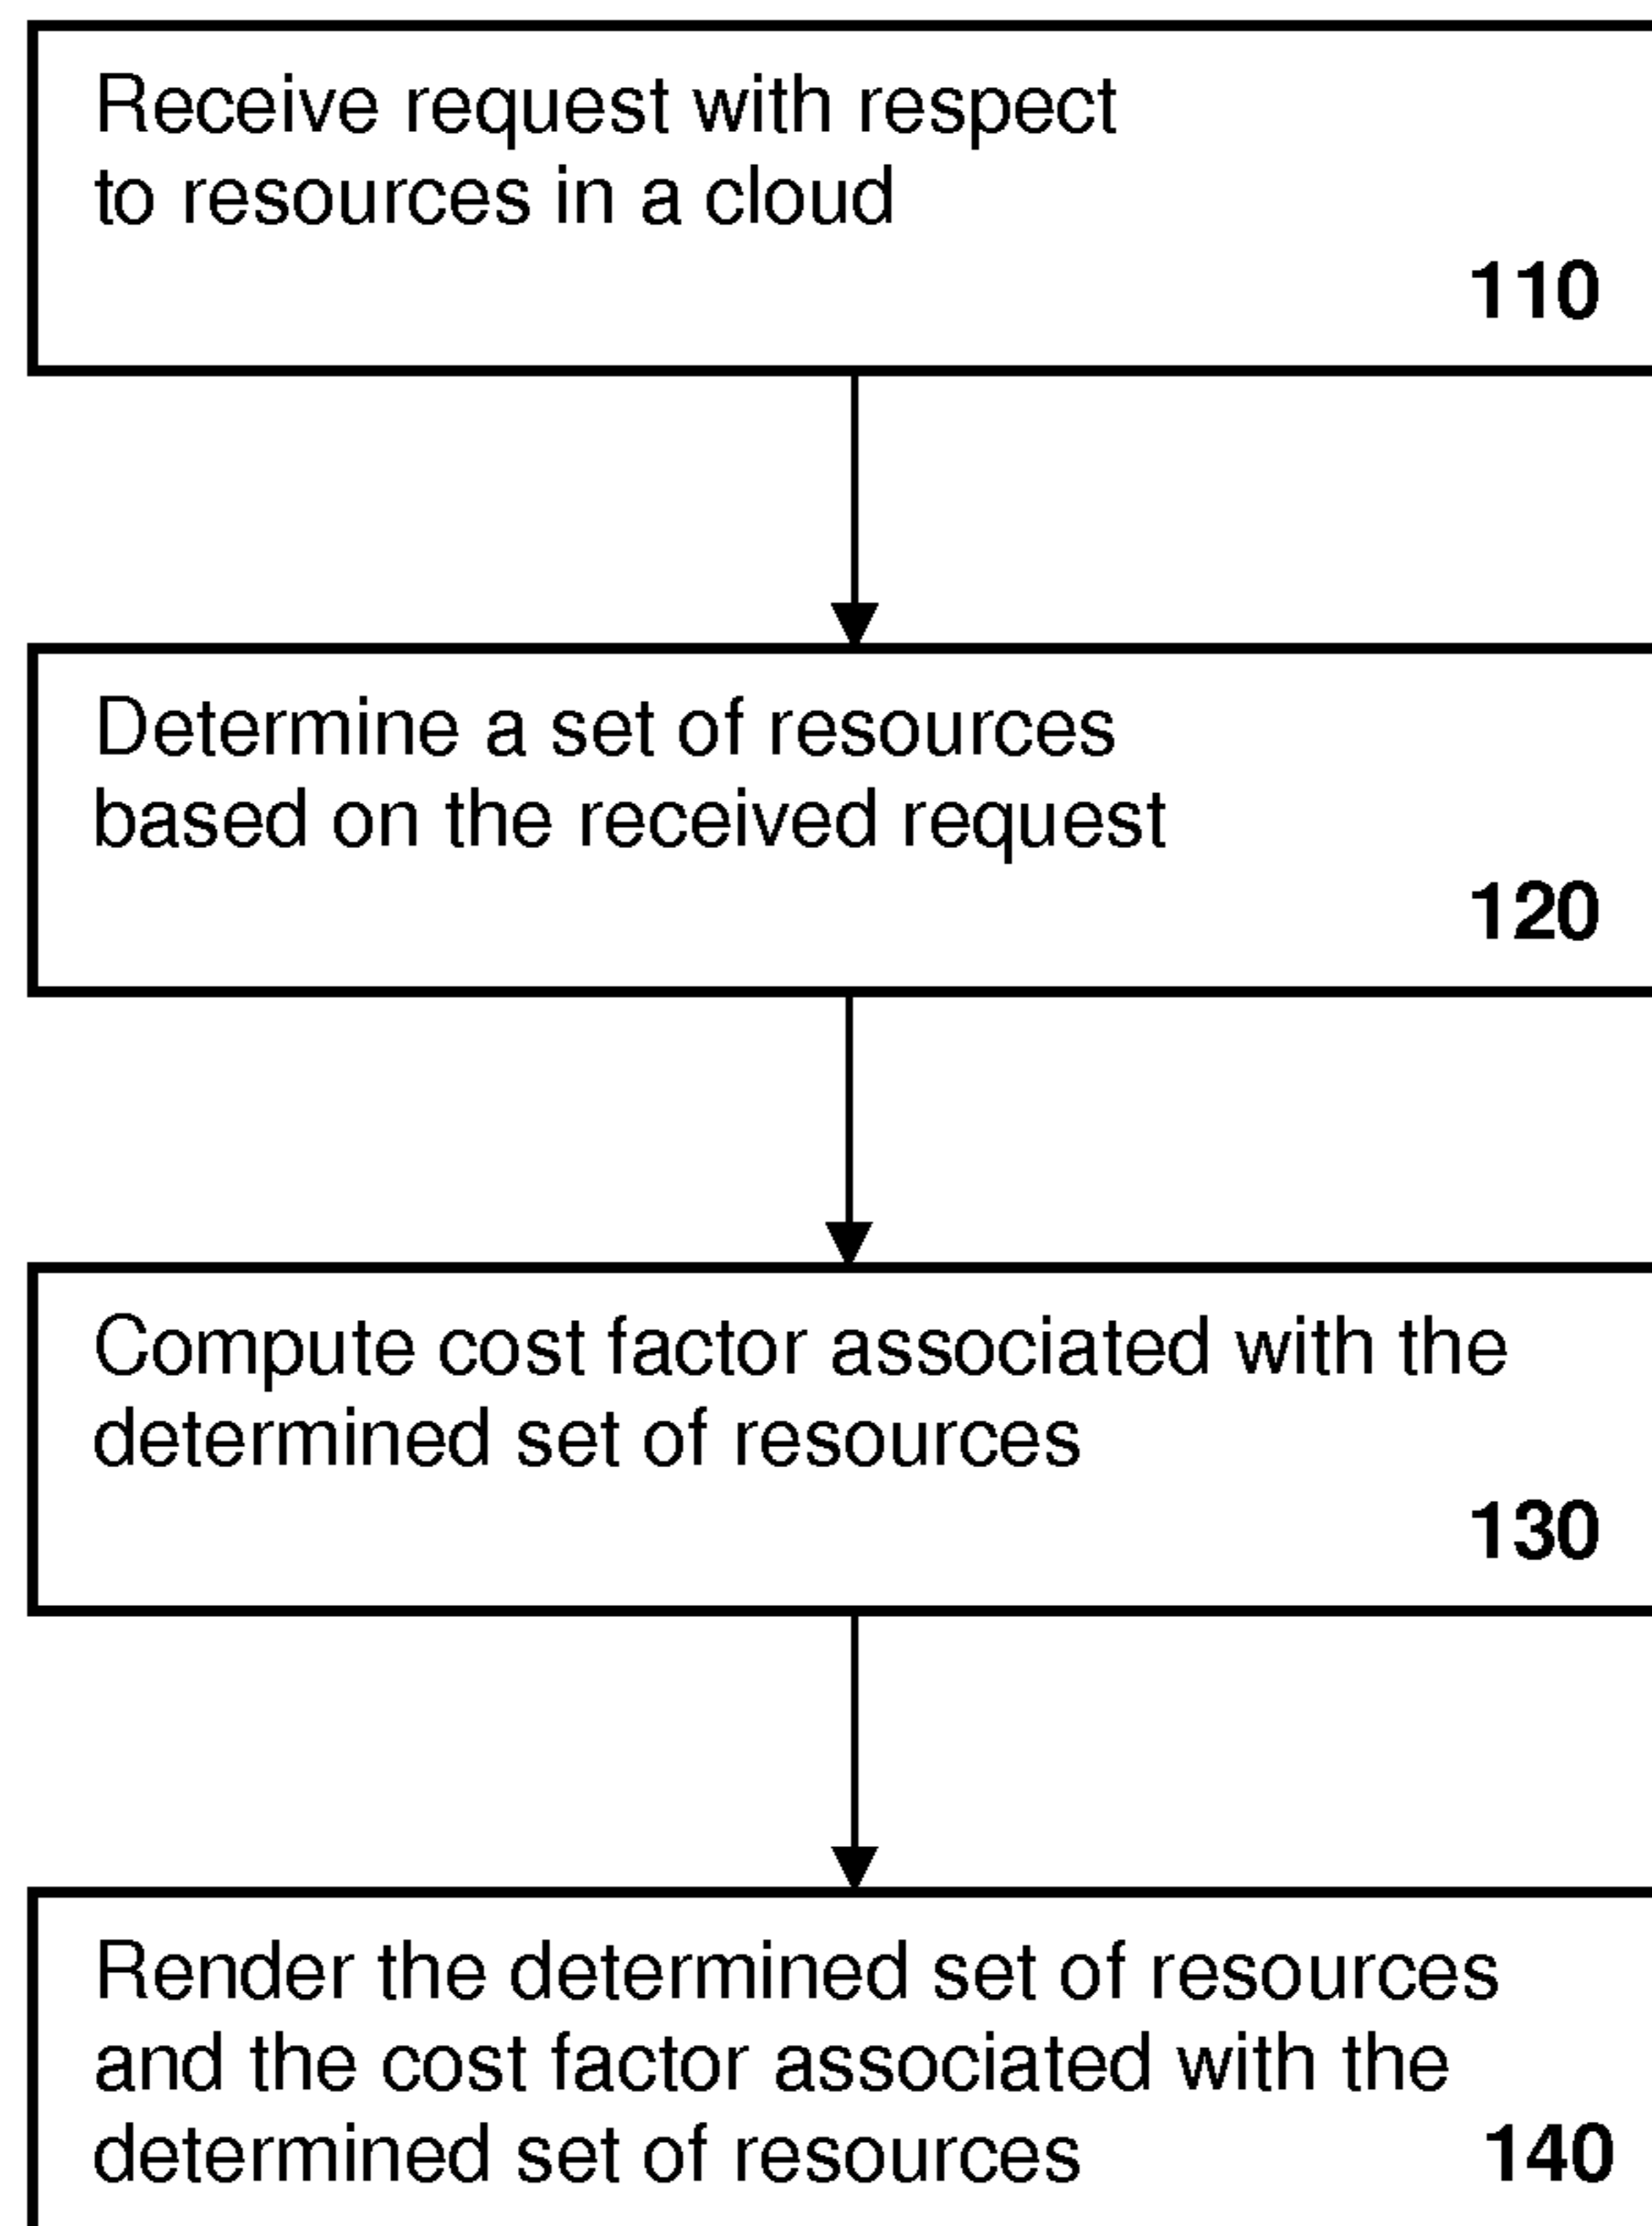 Receive request with respect
to resources in a cloud
110
Determine a set of resources
based on the received request
120
Compute cost factor associated with the
determined set of resources
130
Render the determined set of resources
and the cost factor associated with the
determined set of resources 140